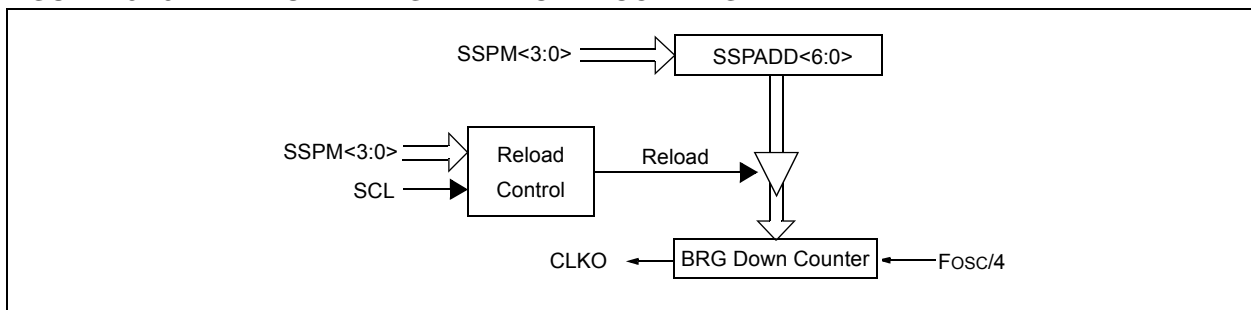 SSPM<3:0>
SSPADD<6:0>
SSPM<3:0>
SCL
Reload
Control
Reload
CLKO
BRG Down Counter
FOSC/4